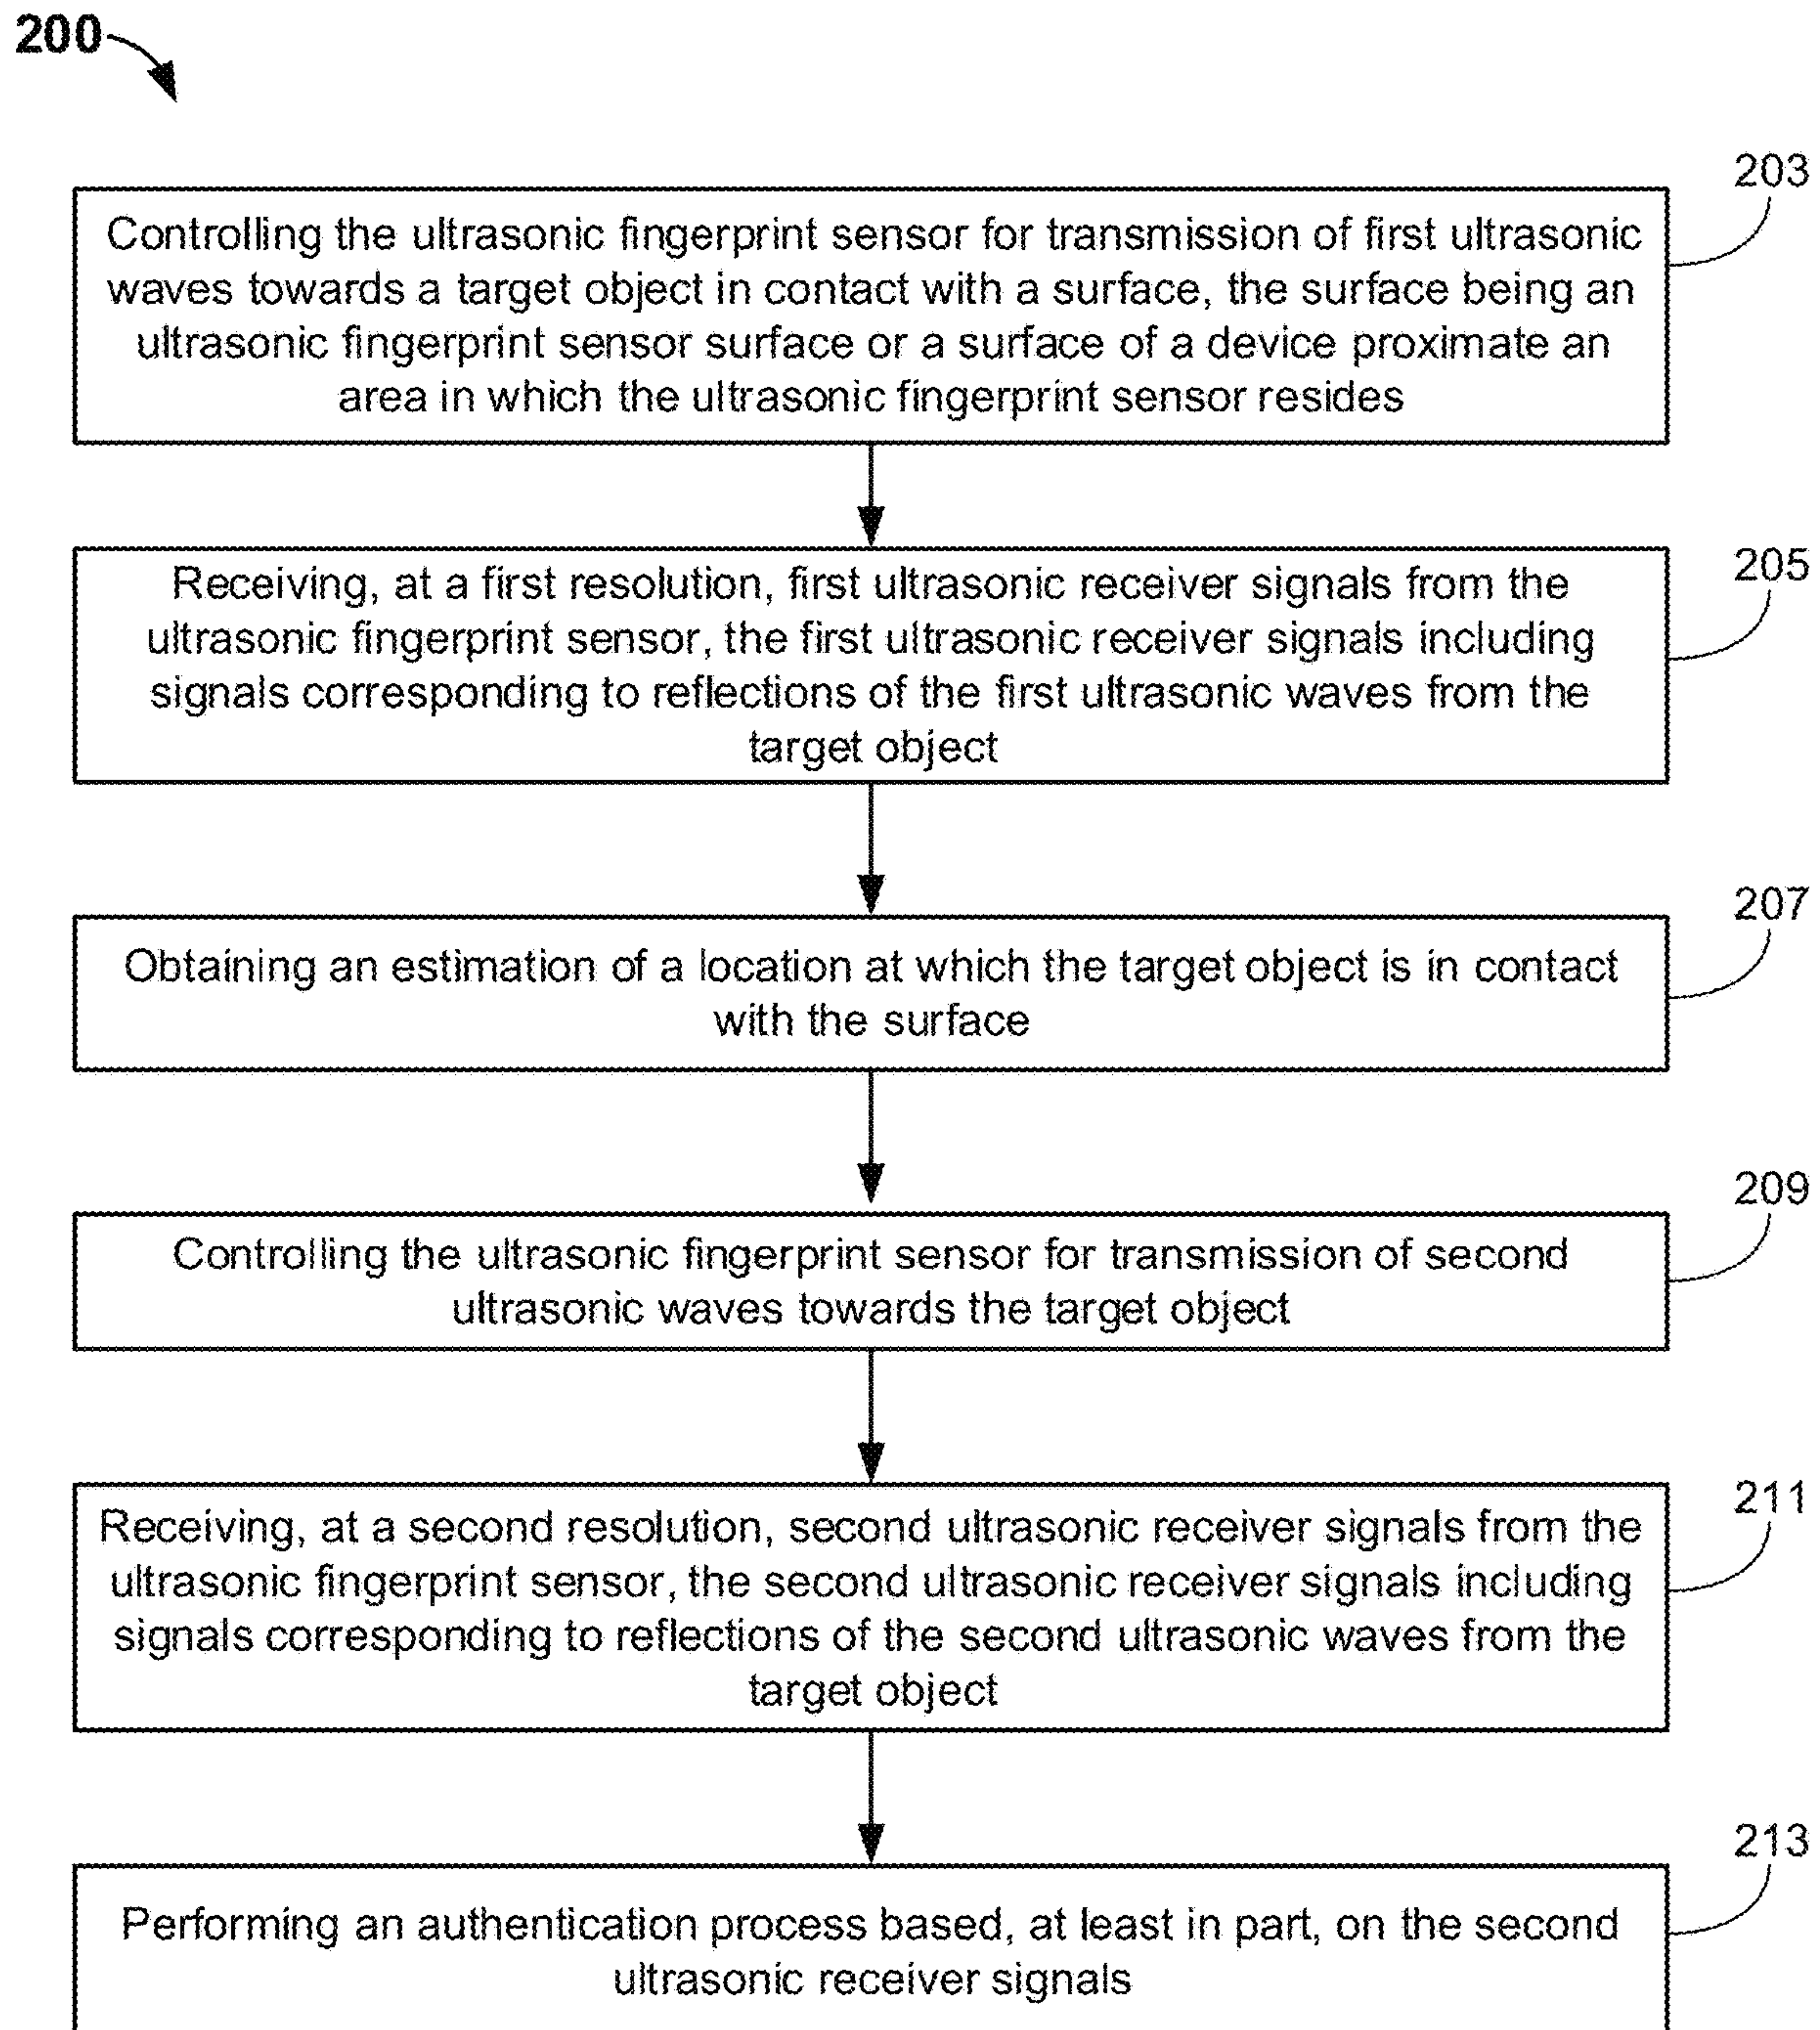 200
203
Controlling the ultrasonic fingerprint sensor for transmission of first ultrasonic
waves towards a target object in contact with a surface, the surface being an
ultrasonic fingerprint sensor surface or a surface of a device proximate an
area in which the ultrasonic fingerprint sensor resides
205
Receiving, at a first resolution, first ultrasonic receiver signals from the
ultrasonic fingerprint sensor, the first ultrasonic receiver signals including
signals corresponding to reflections of the first ultrasonic waves from the
target object
207
Obtaining an estimation of a location at which the target object is in contact
with the surface
209
Controlling the ultrasonic fingerprint sensor for transmission of second
ultrasonic waves towards the target object
211
Receiving, at a second resolution, second ultrasonic receiver signals from the
ultrasonic fingerprint sensor, the second ultrasonic receiver signals including
signals corresponding to reflections of the second ultrasonic waves from the
target object
213
Performing an authentication process based, at least in part, on the second
ultrasonic receiver signals